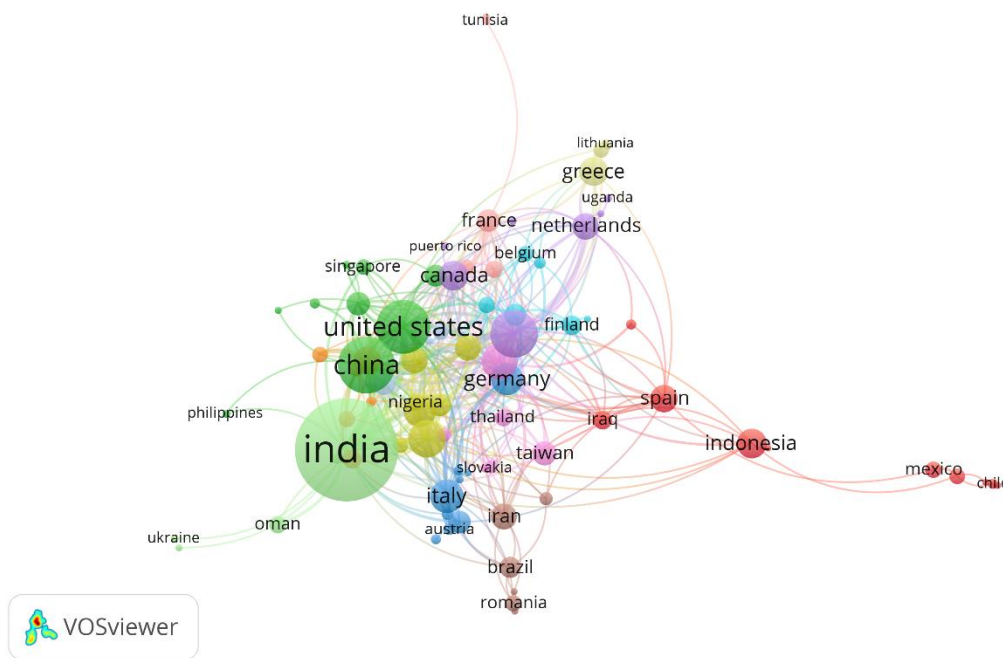 tunisia
lithuania
greece
uganda
france
netherlands
puerto rico
belgium
singapore
canada
united states
finland
china
germany
spain
nigeria
philippines
thailand
iraq
india
taiwan
indonesia
slovakia
mexico
chile
italy
iran
oman
austria
ukraine
brazil
romania
VOSviewer